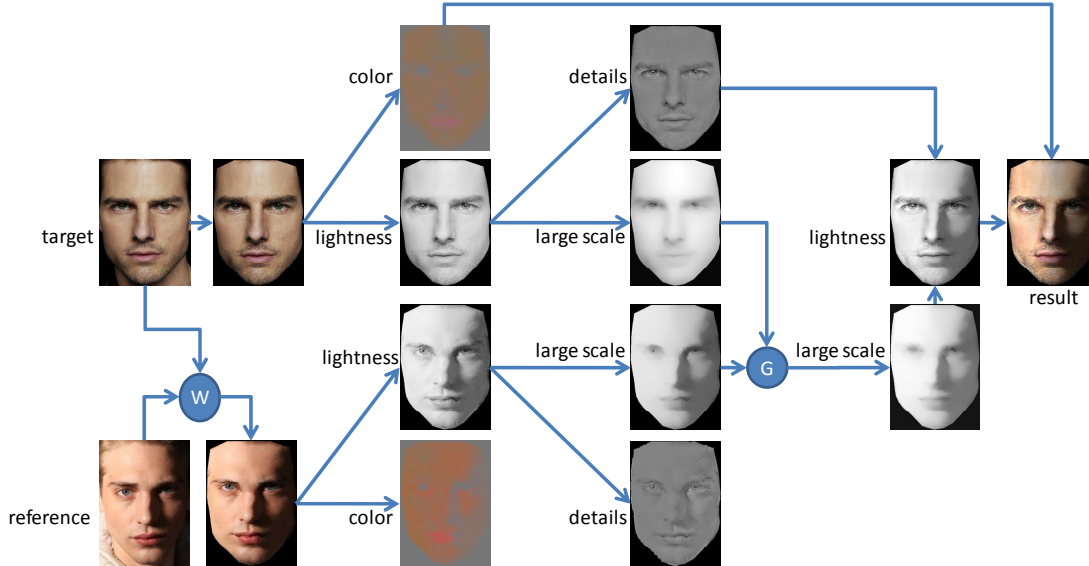 color
details
target
lightness
large scale
lightness
result
lightness
large scale
G
large scale
W
reference
color
details